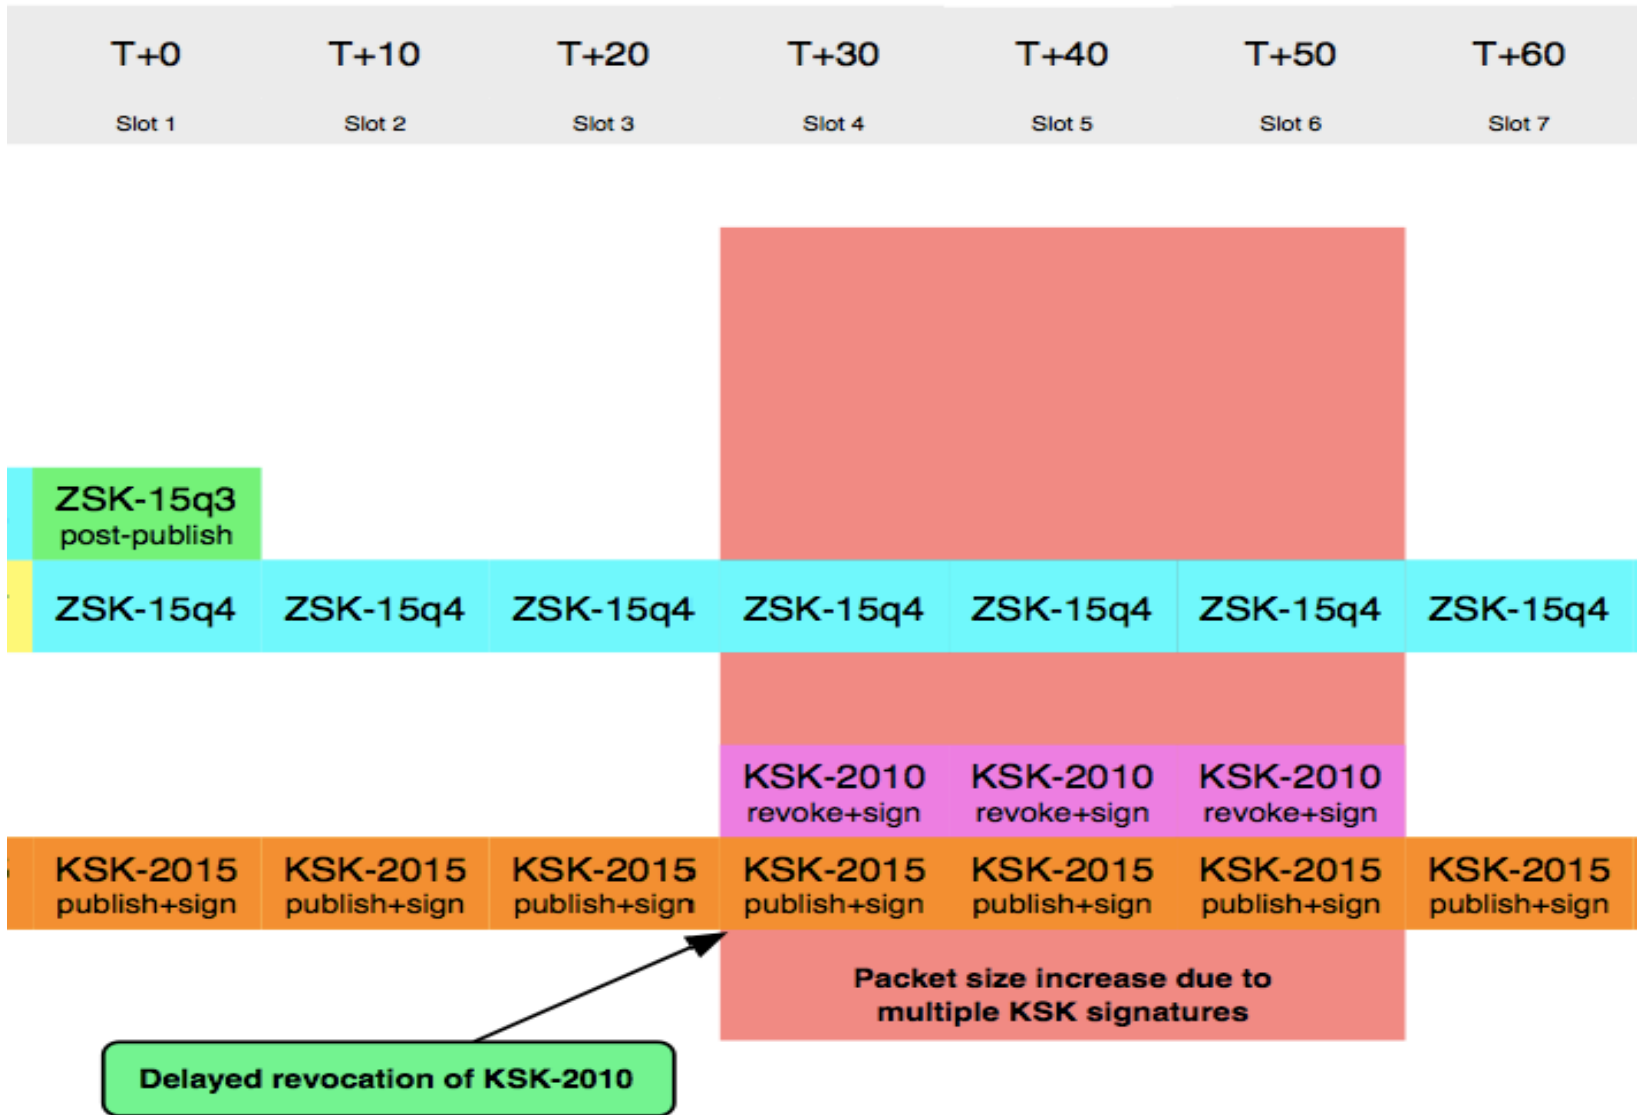 T+0 T+10 T+20 T+30 T+40 T+50 T+60
Slot 1 Slot 2 Slot 3 Slot 4 Slot 5 Slot 6 Slot 7
ZSK-15q3
post-publish
ZSK-15q4 ZSK-15q4 ZSK-15q4 ZSK-15q4 ZSK-15q4 ZSK-15q4 ZSK-15q4
KSK-2010 KSK-2010 KSK-2010
revoke+sign revoke+sign revoke+sign
KSK-2015 KSK-2015 KSK-2015 KSK-2015 KSK-2015 KSK-2015 KSK-2015
publish+sign publish+sign publish+sign publish+sign publish+sign publish+sign publish+sign
Packet size increase due to
multiple KSK signatures
Delayed revocation of KSK-2010